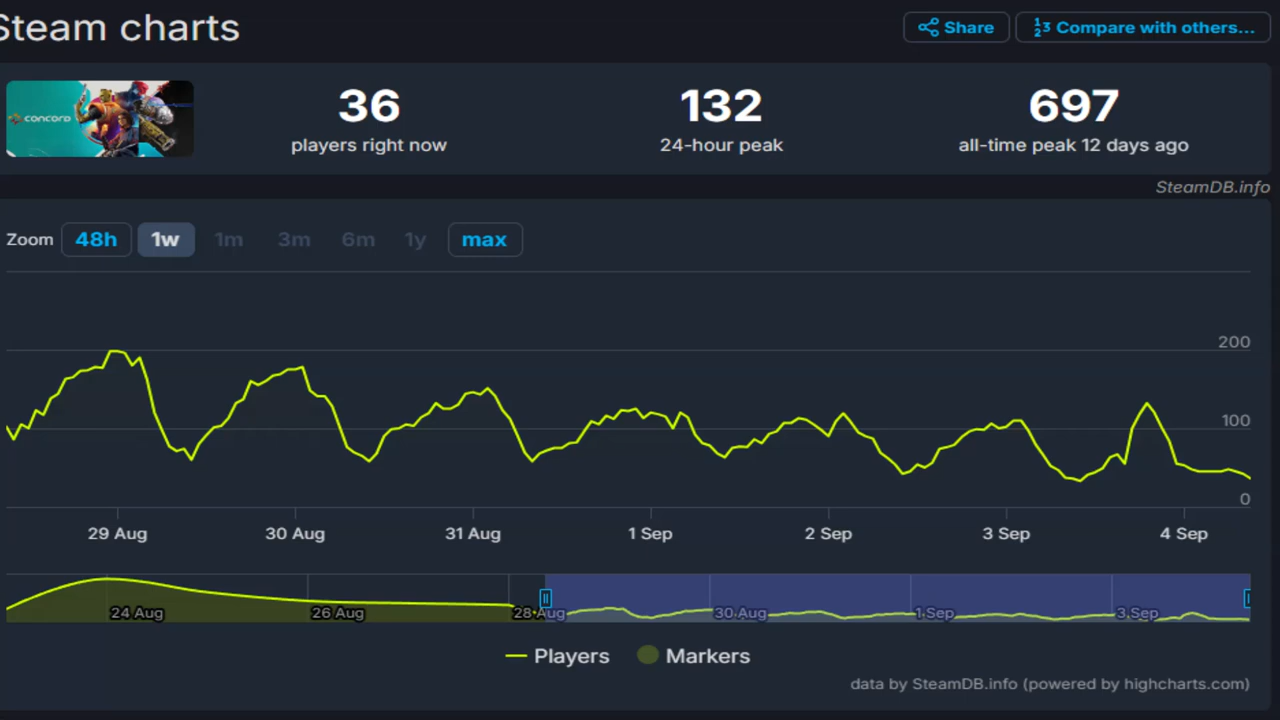 Steam charts
Share
Compare with others...
concord
36
players right now
132
24-hour peak
697
all-time peak 12 days ago
SteamDB.info
Zoom 48h 1w 1m 3m 6m 1y max
200
100
0
29 Aug 30 Aug 31 Aug 1 Sep 2 Sep 3 Sep 4 Sep
24 Aug 26 Aug 28 Aug 30 Aug 1 Sep 3 Sep
Players Markers
data by SteamDB.info (powered by highcharts.com)